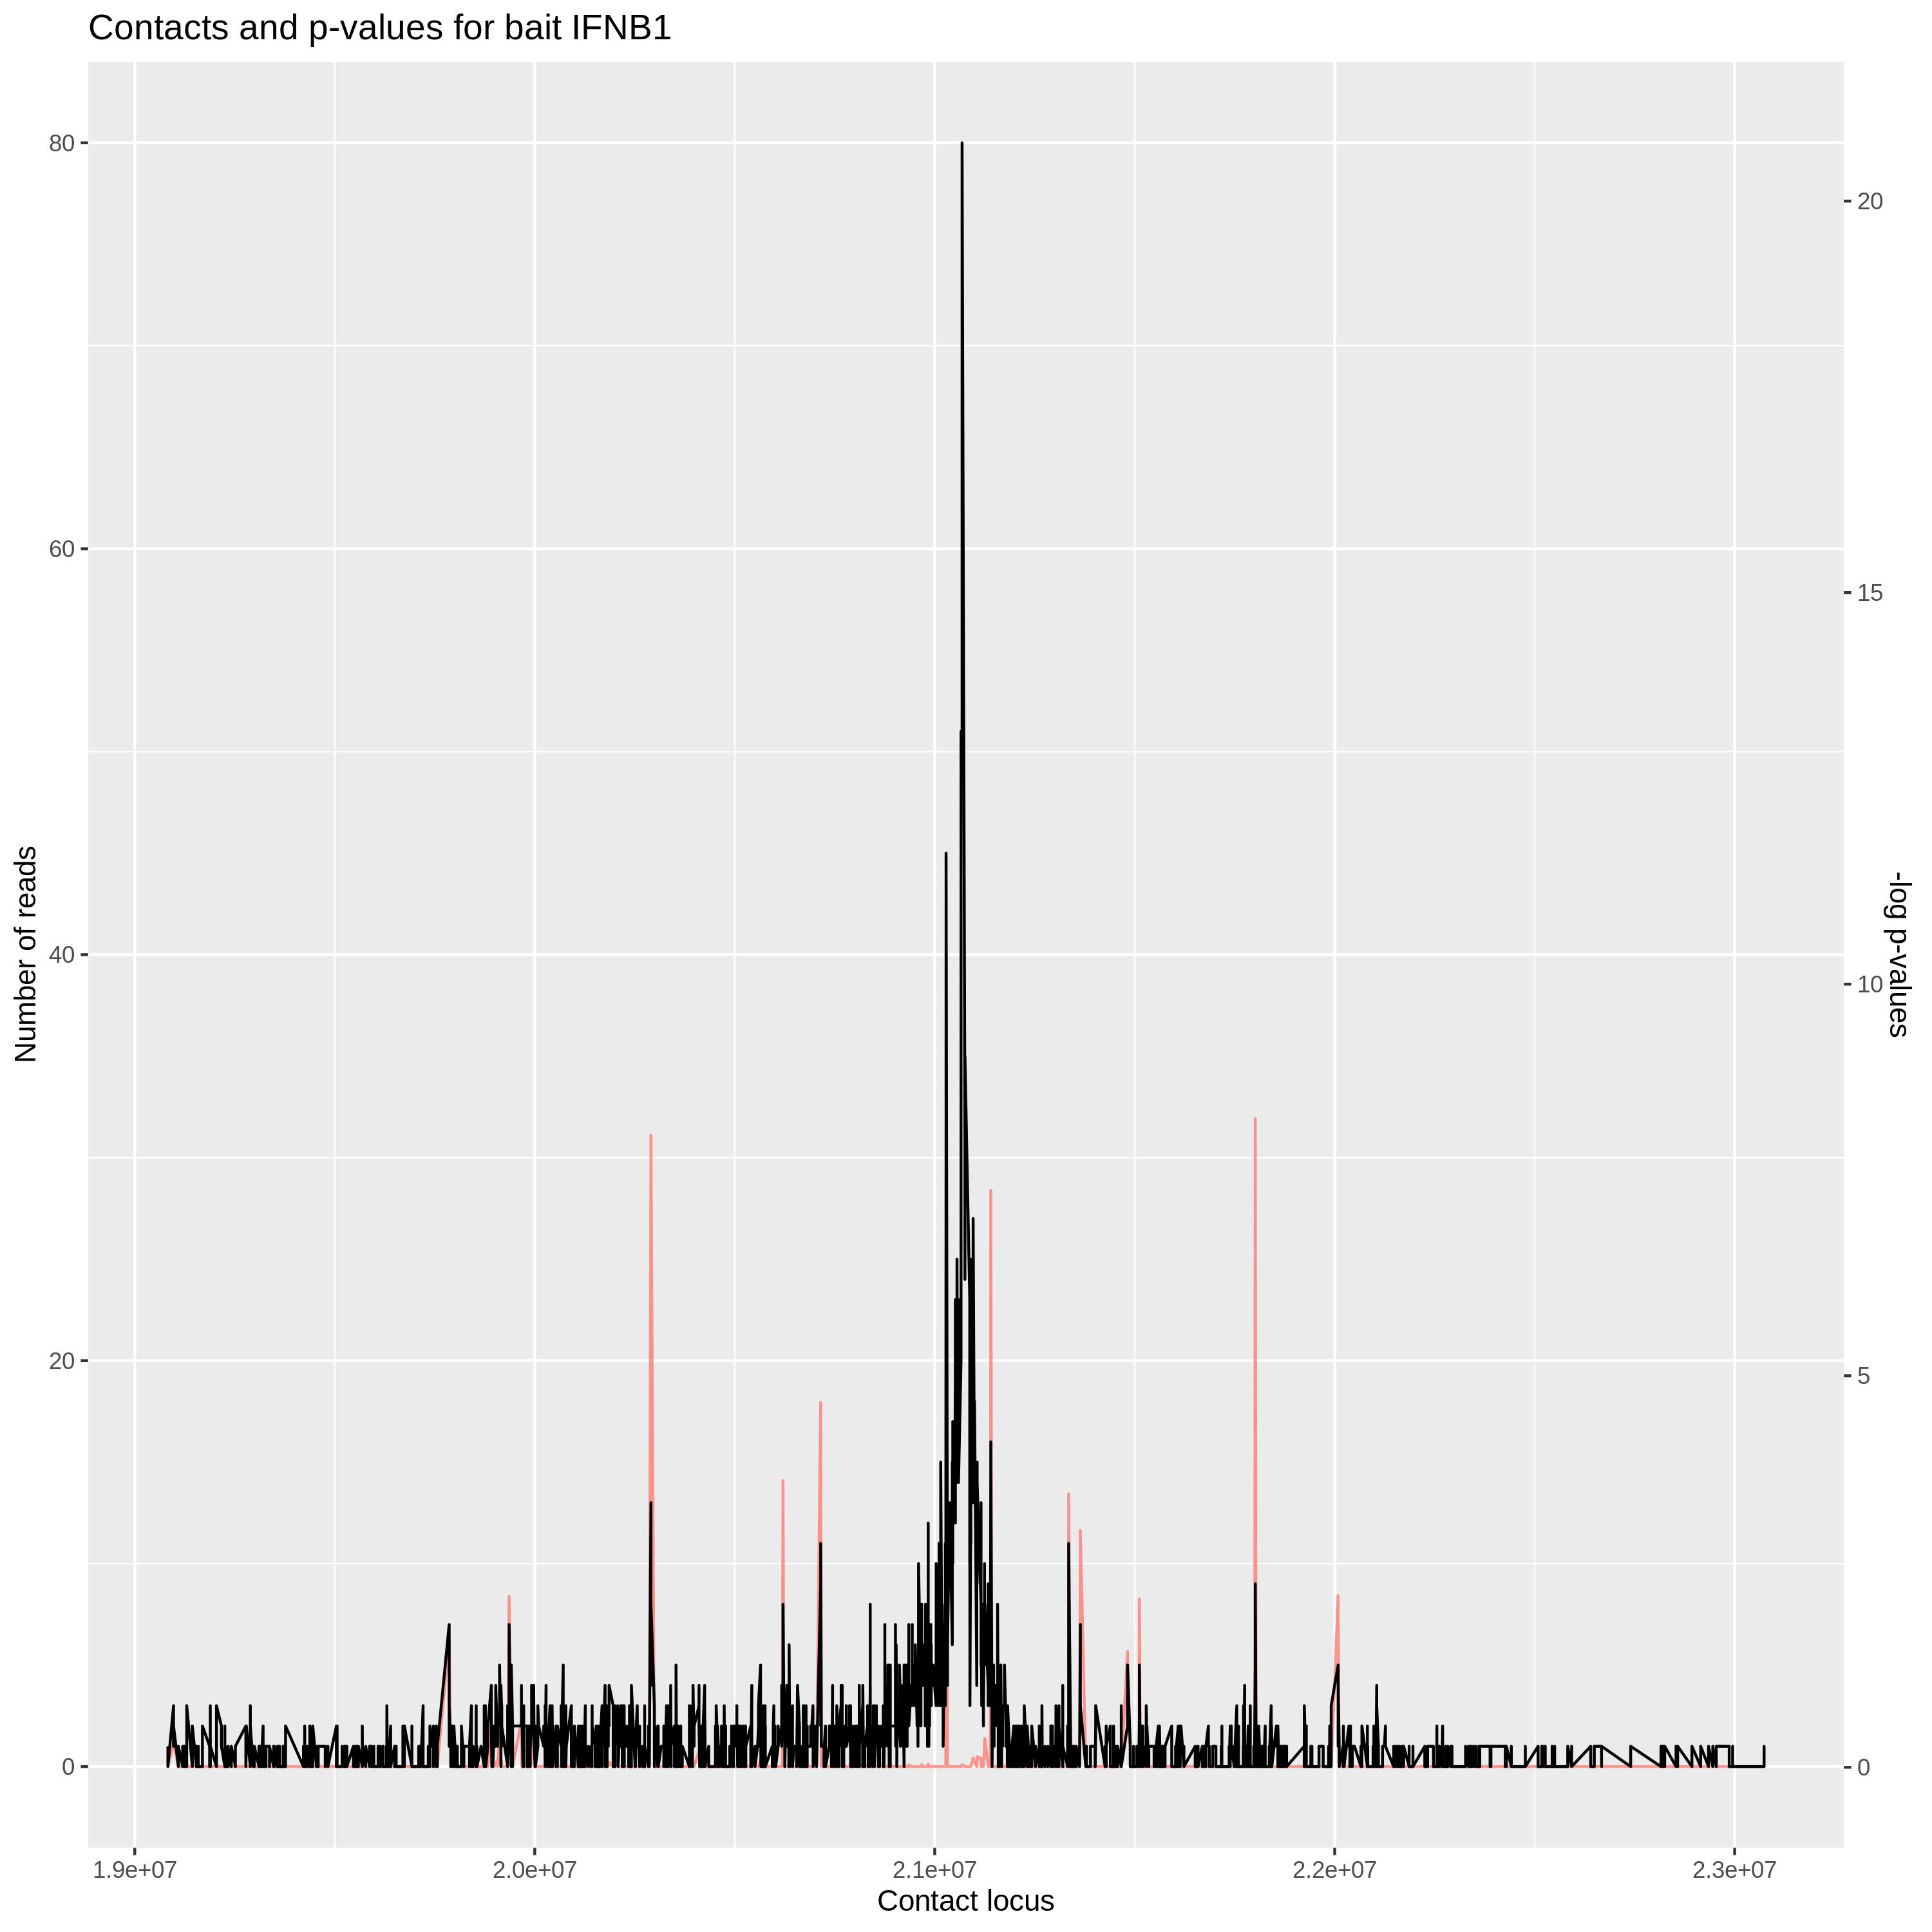 Contacts and p-values for bait IFNB1
80
60
40
20
0
Number of reads
20
15
10
5
0
-log p-values
1.9e+07
2.0e+07
2.1e+07
2.2e+07
2.3e+07
Contact locus